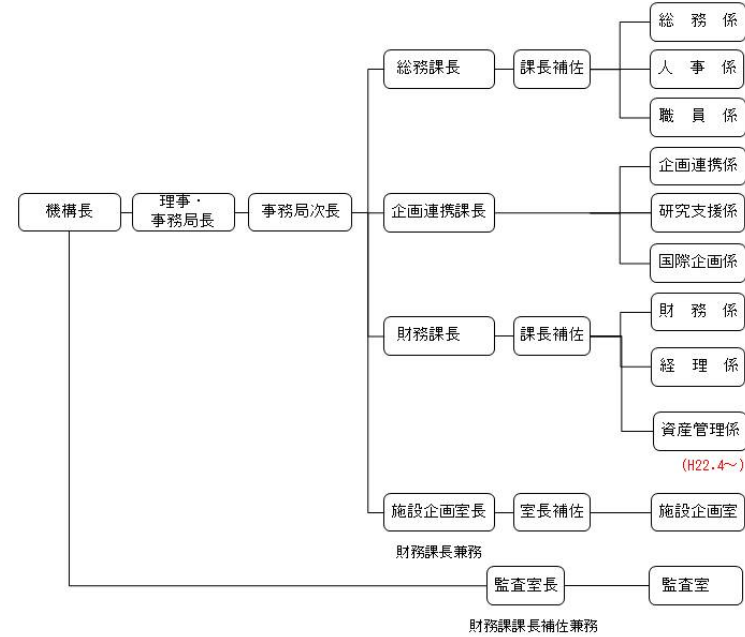 総 務 係
総務課長
課長補佐
人 事 係
職 員 係
機構長
理事・
事務局長
事務局次長
企画連携課長
企画連携係
研究支援係
国際企画係
財務課長
課長補佐
財 務 係
経 理 係
資産管理係
(H22.4～)
施設企画室長
室長補佐
施設企画室
財務課長兼務
監査室長
監査室
財務課課長補佐兼務